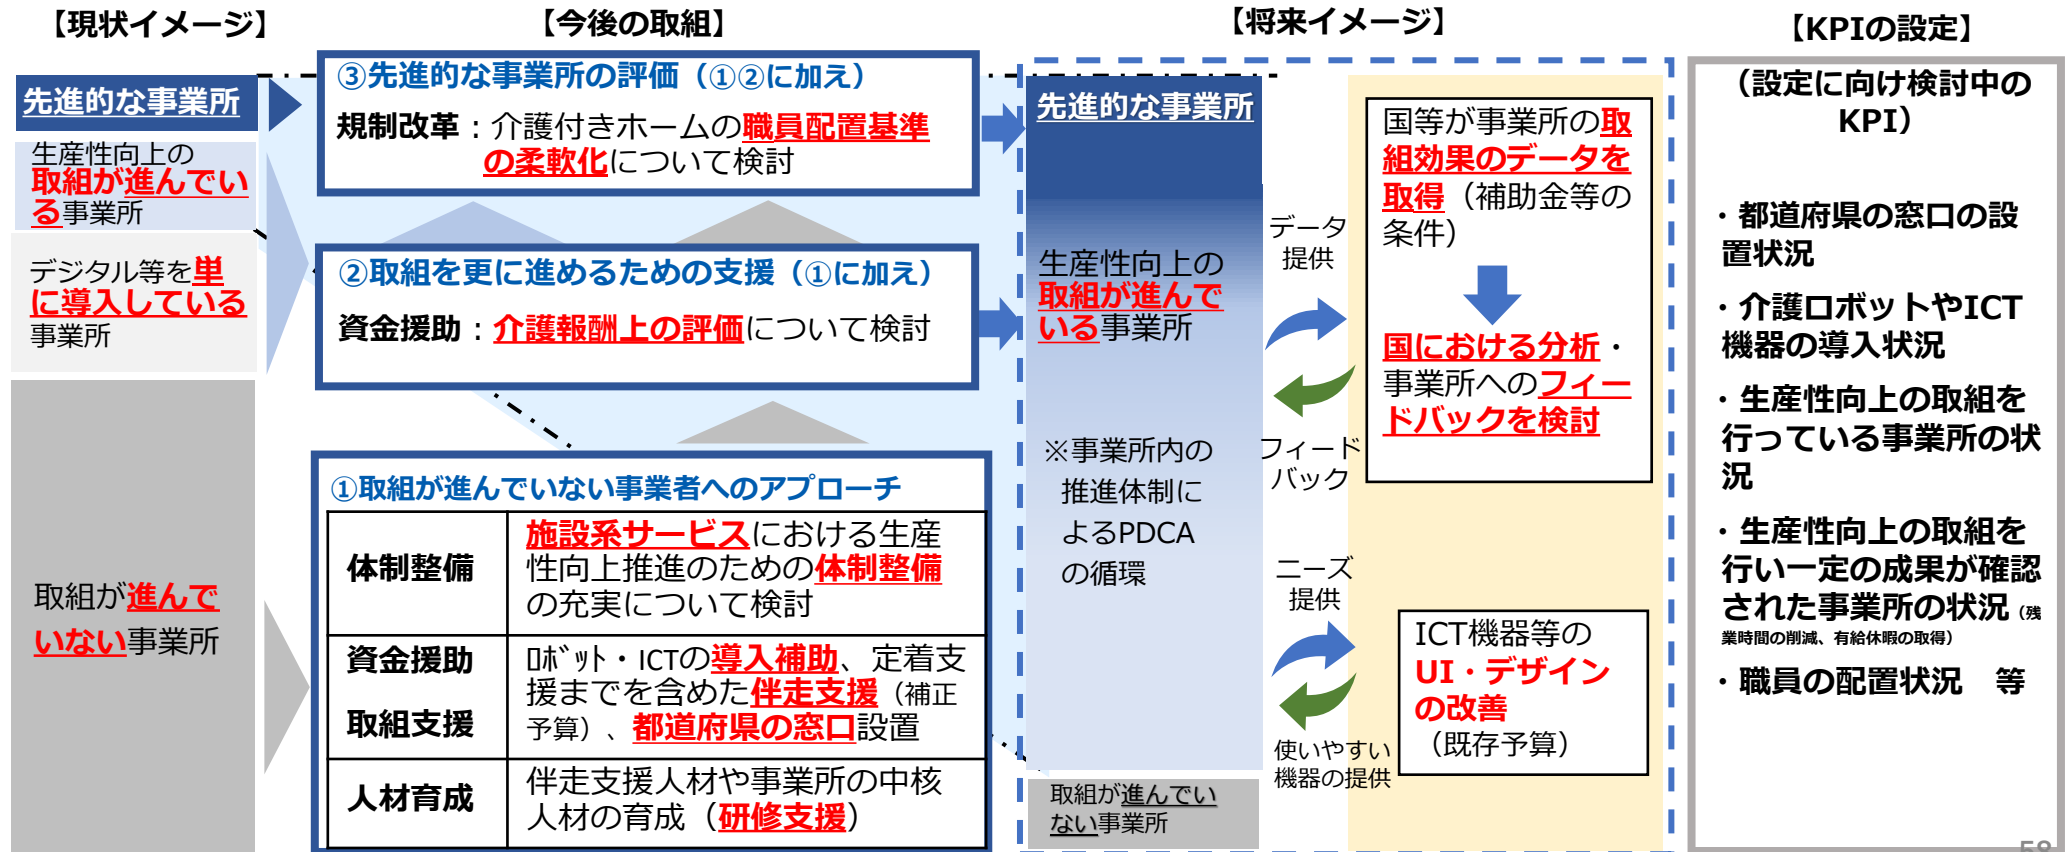 【現状イメージ】
先進的な事業所
生産性向上の
取組が進んでい
る事業所
デジタル等を単
に導入している
事業所
取組が進んで
いない事業所
【今後の取組】
③先進的な事業所の評価（①②に加え）
規制改革：介護付きホームの職員配置基準
の柔軟化について検討
②取組を更に進めるための支援（①に加え）
資金援助：介護報酬上の評価について検討
①取組が進んでいない事業者へのアプローチ
体制整備
施設系サービスにおける生産
性向上推進のための体制整備
の充実について検討
資金援助
取組支援
ﾛﾎﾞｯﾄ・ICTの導入補助、定着支
援までを含めた伴走支援（補正
予算）、都道府県の窓口設置
人材育成
伴走支援人材や事業所の中核
人材の育成（研修支援）
【将来イメージ】
先進的な事業所
生産性向上の
取組が進んで
いる事業所
※事業所内の
推進体制に
よるPDCA
の循環
取組が進んでい
ない事業所
データ
提供
フィード
バック
ニーズ
提供
使いやすい
機器の提供
国等が事業所の取
組効果のデータを
取得（補助金等の
条件）
国における分析・
事業所へのフィー
ドバックを検討
ICT機器等の
UI・デザイン
の改善
（既存予算）
【KPIの設定】
（設定に向け検討中の
KPI）
・都道府県の窓口の設
置状況
・介護ロボットやICT
機器の導入状況
・生産性向上の取組を
行っている事業所の状
況
・生産性向上の取組を
行い一定の成果が確認
された事業所の状況（残
業時間の削減、有給休暇の取得）
・職員の配置状況　等
58